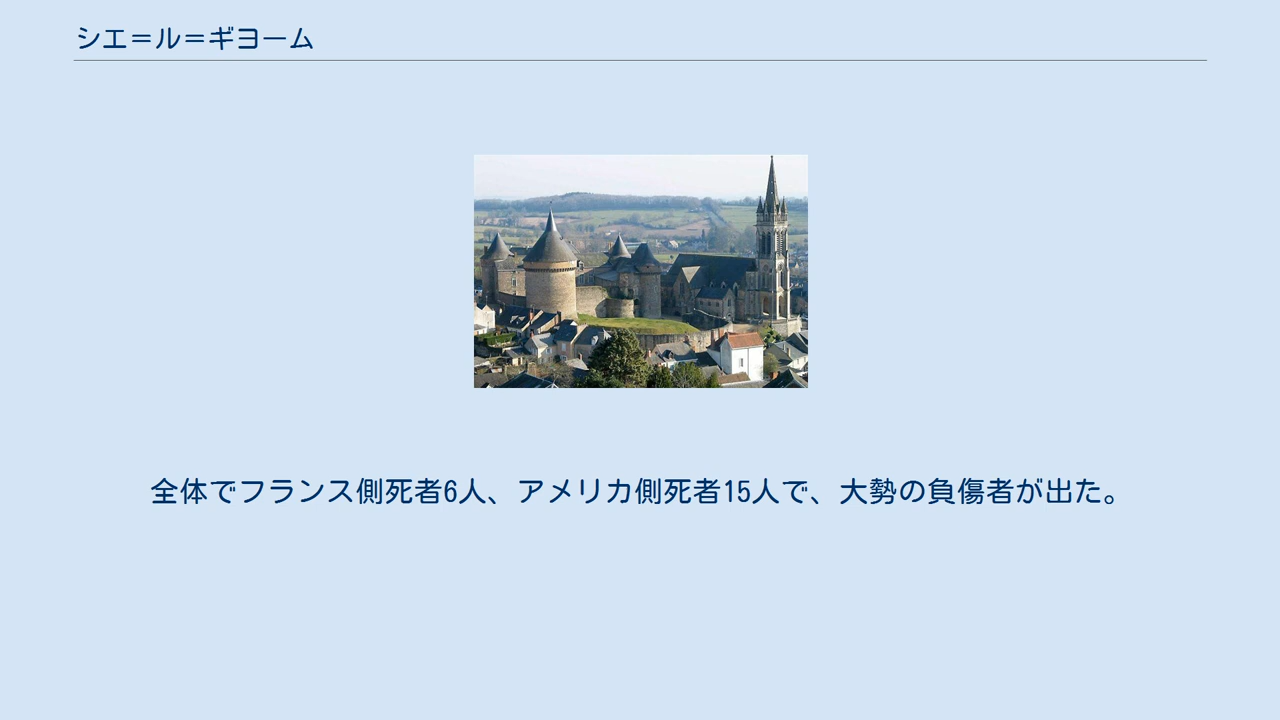 シエ＝ル＝ギヨーム
全体でフランス側死者6人、アメリカ側死者15人で、大勢の負傷者が出た。